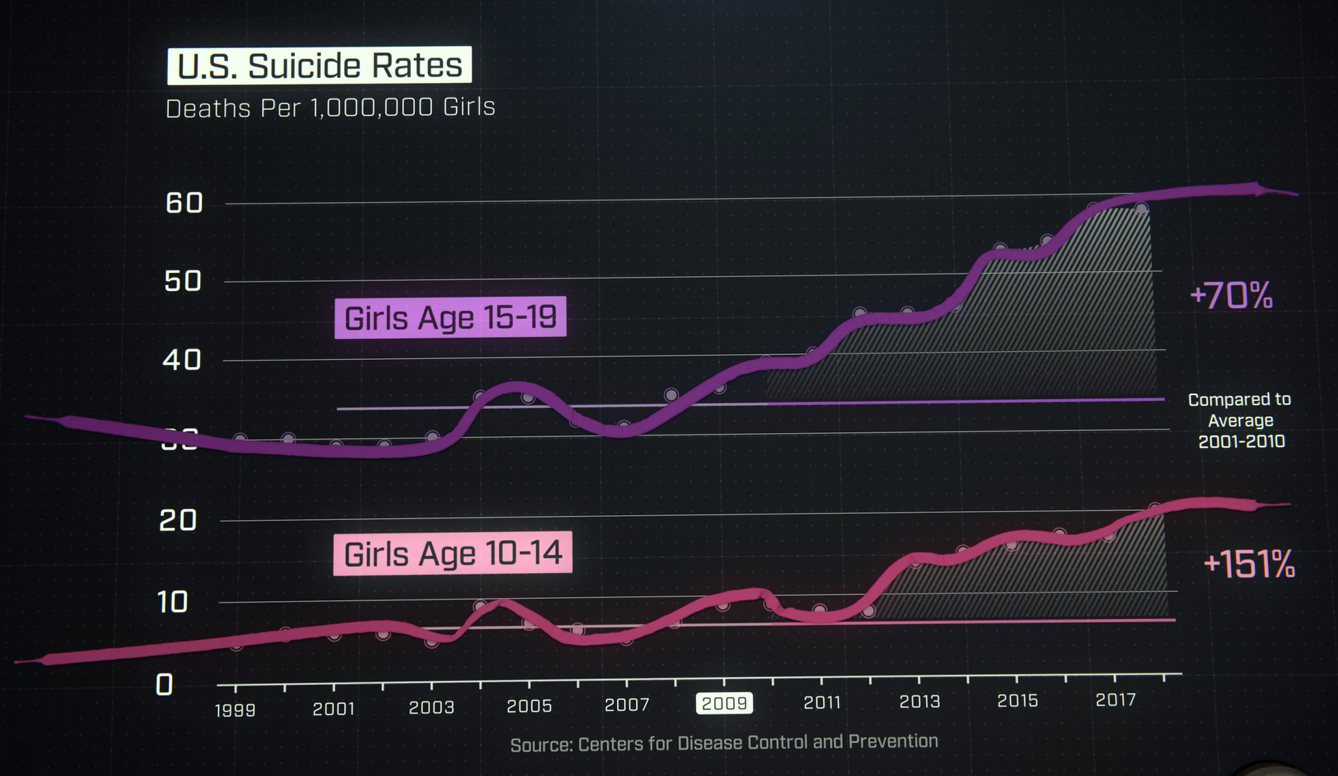 U.S. Suicide Rates
Deaths Per 1,000,000 Girls
60
50
+70%
Girls Age 15-19
40
Compared to
Average
2001-2010
30
20
Girls Age 10-14
+151%
10
0
1999 2001 2003 2005 2007 2009 2011 2013 2015 2017
Source: Centers for Disease Control and Prevention